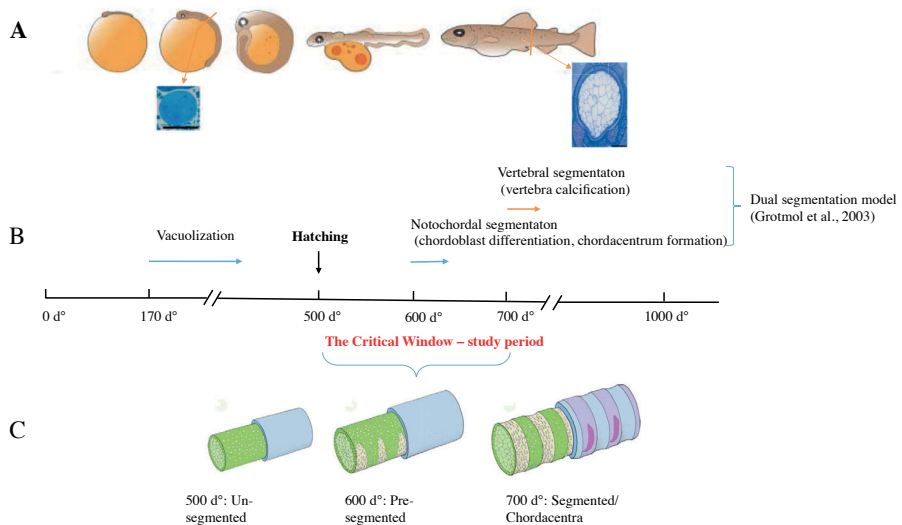 A
Vertebral segmentaton
(vertebra calcification)
Dual segmentation model
(Grotmol et al., 2003)
B
Vacuolization
Hatching
Notochordal segmentaton
(chordoblast differentiation, chordacentrum formation)
0 d°
170 d°
500 d°
600 d°
700 d°
1000 d°
The Critical Window – study period
C
500 d°: Un-
segmented
600 d°: Pre-
segmented
700 d°: Segmented/
Chordacentra